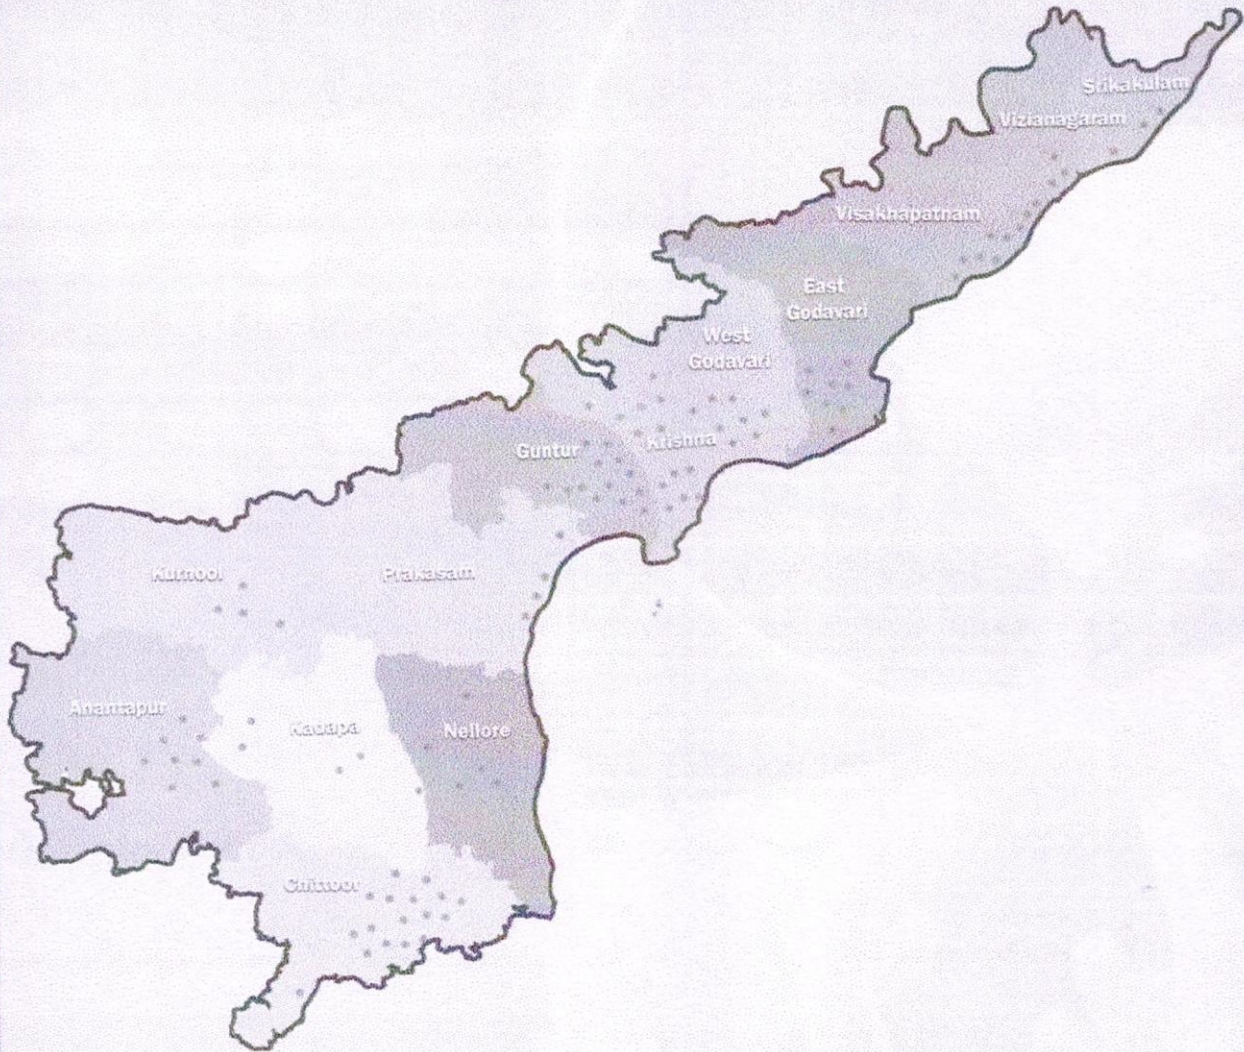 Srikakulam
Vizianagaram
Visakhapatnam
East
Godavari
West
Godavari
Krishna
Guntur
Prakasam
Kurnool
Anantapur
Kadapa
Nellore
Chittoor